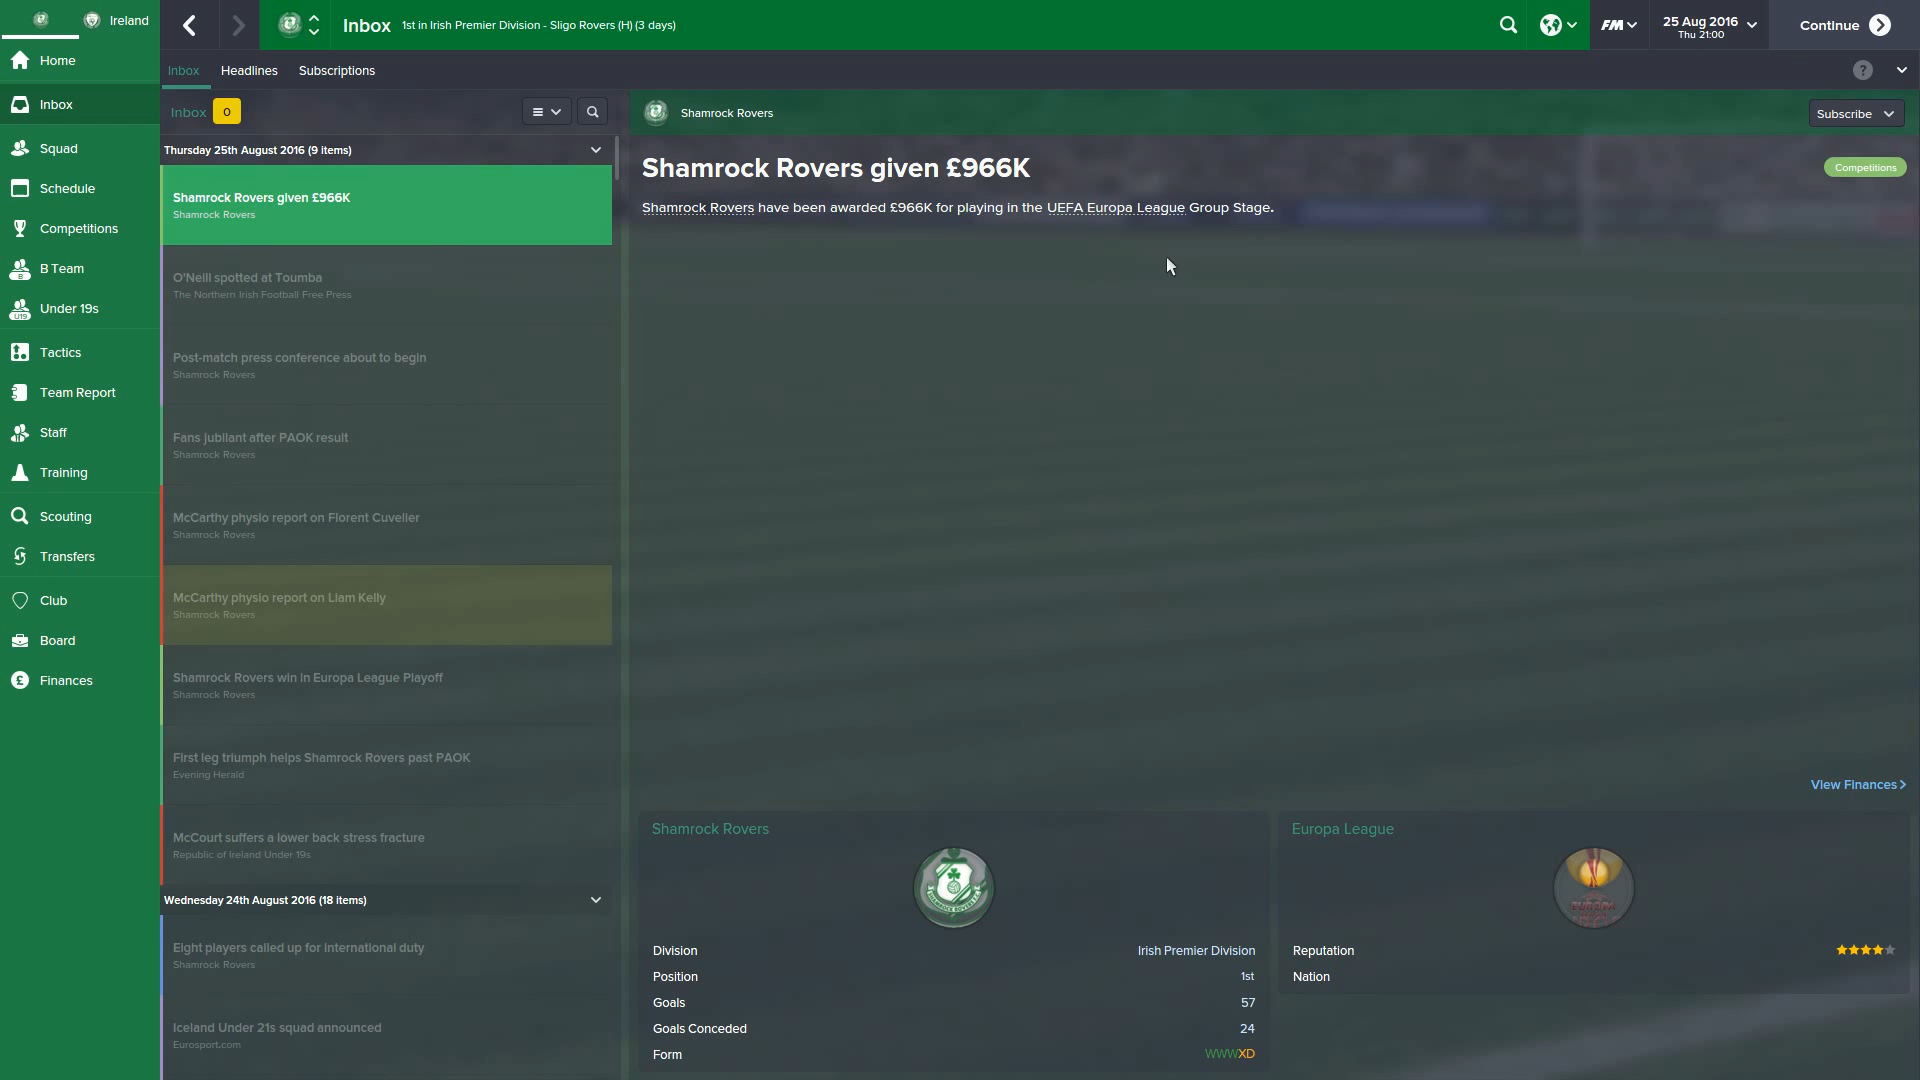 Ireland
Inbox
1st in Irish Premier Division - Sligo Rovers (H) (3 days)
FM
25 Aug 2016
Thu 21:00
Continue
Home
Inbox
Squad
Schedule
Competitions
B Team
B
Under 19s
U19
Tactics
Team Report
Staff
Training
Scouting
Transfers
Club
Board
Finances
Inbox
Headlines
Subscriptions
?
Inbox
0
Thursday 25th August 2016 (9 items)
Shamrock Rovers given £966K
Shamrock Rovers
O'Neill spotted at Toumba
The Northern Irish Football Free Press
Post-match press conference about to begin
Shamrock Rovers
Fans jubilant after PAOK result
Shamrock Rovers
McCarthy physio report on Florent Cuvelier
Shamrock Rovers
McCarthy physio report on Liam Kelly
Shamrock Rovers
Shamrock Rovers win in Europa League Playoff
Shamrock Rovers
First leg triumph helps Shamrock Rovers past PAOK
Evening Herald
McCourt suffers a lower back stress fracture
Republic of Ireland Under 19s
Wednesday 24th August 2016 (18 items)
Eight players called up for international duty
Shamrock Rovers
Iceland Under 21s squad announced
Eurosport.com
Shamrock Rovers
Subscribe
Shamrock Rovers given £966K
Competitions
Shamrock Rovers have been awarded £966K for playing in the UEFA Europa League Group Stage.
View Finances >
Shamrock Rovers
Division Irish Premier Division
Position 1st
Goals 57
Goals Conceded 24
Form WWWXD
Europa League
EUROPA
Reputation
Nation